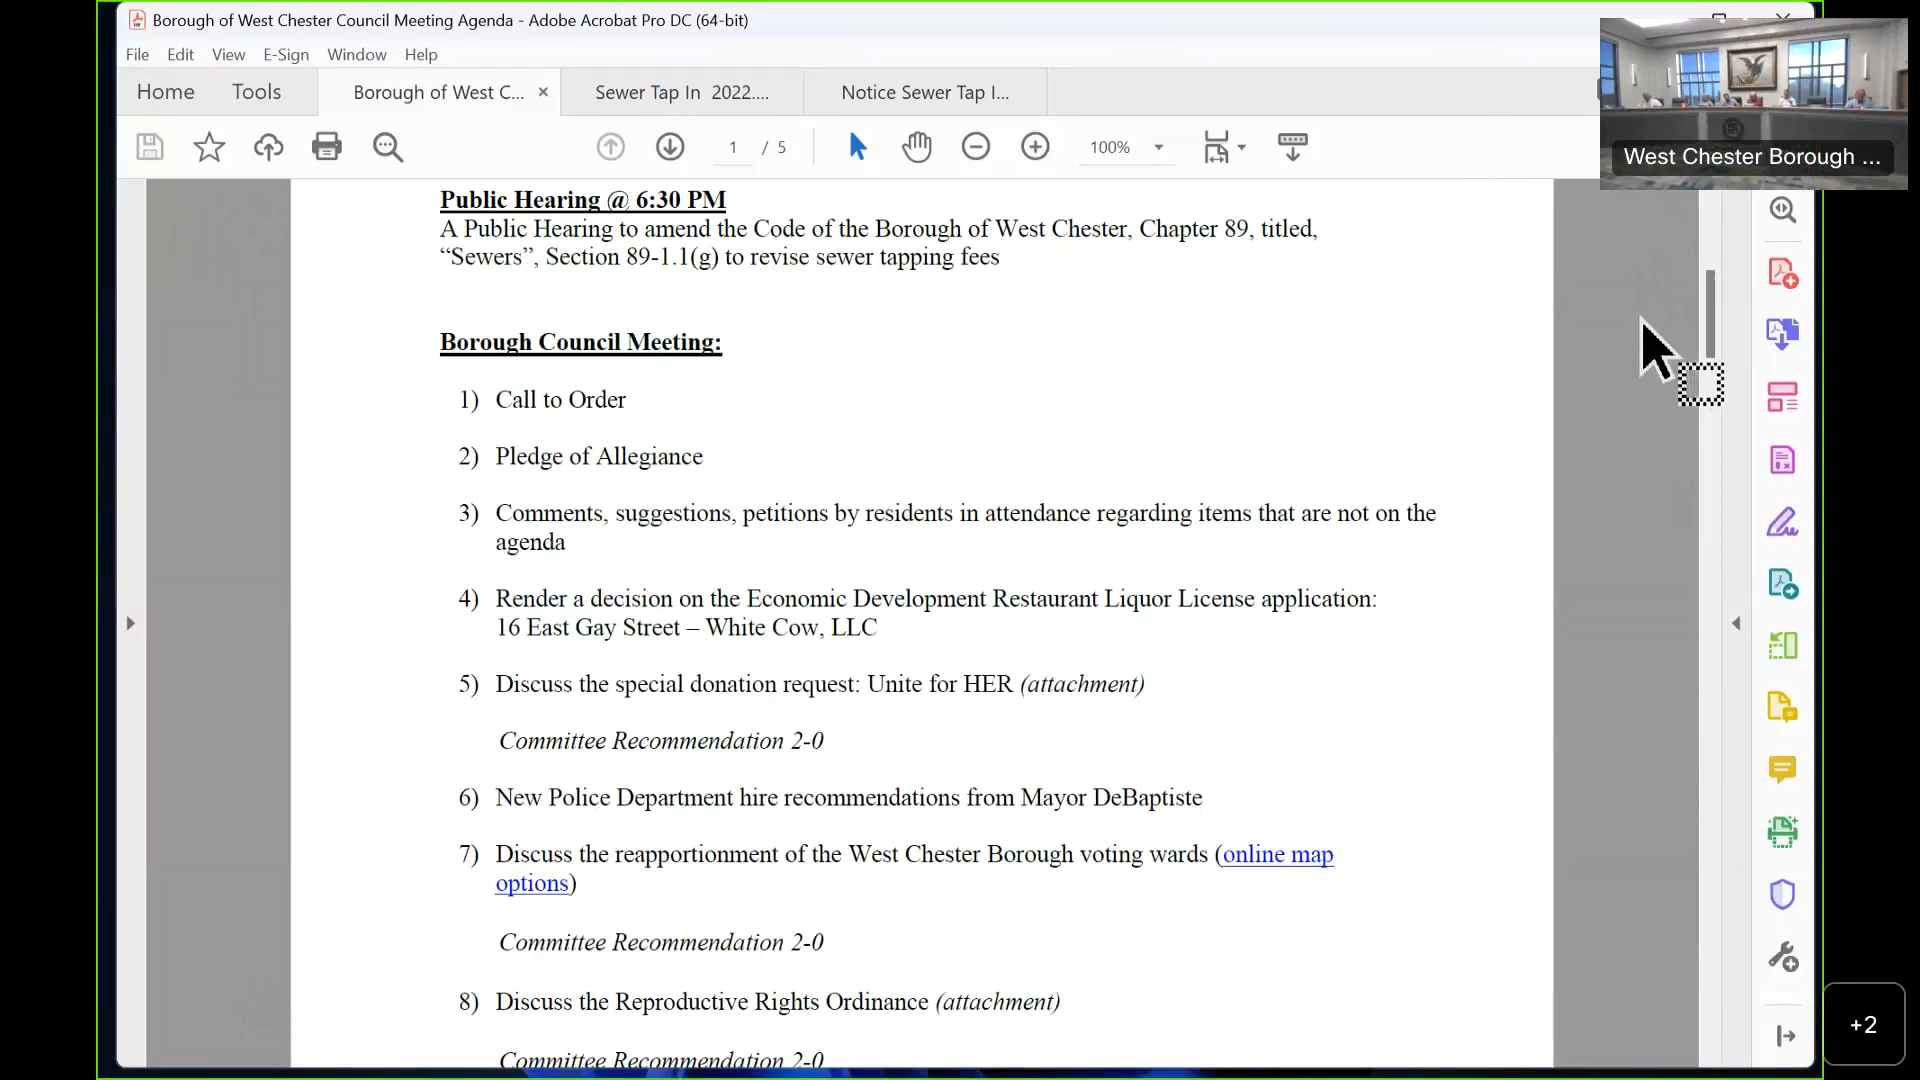 Borough of West Chester Council Meeting Agenda - Adobe Acrobat Pro DC (64-bit)
File Edit View E-Sign Window Help
Home Tools Borough of West C... × Sewer Tap In 2022.... Notice Sewer Tap I...
1 / 5 100%
West Chester Borough ...
Public Hearing @ 6:30 PM
A Public Hearing to amend the Code of the Borough of West Chester, Chapter 89, titled,
“Sewers”, Section 89-1.1(g) to revise sewer tapping fees
Borough Council Meeting:
1) Call to Order
2) Pledge of Allegiance
3) Comments, suggestions, petitions by residents in attendance regarding items that are not on the
agenda
4) Render a decision on the Economic Development Restaurant Liquor License application:
16 East Gay Street – White Cow, LLC
5) Discuss the special donation request: Unite for HER (attachment)
Committee Recommendation 2-0
6) New Police Department hire recommendations from Mayor DeBaptiste
7) Discuss the reapportionment of the West Chester Borough voting wards (online map
options)
Committee Recommendation 2-0
8) Discuss the Reproductive Rights Ordinance (attachment)
Committee Recommendation 2-0
+2